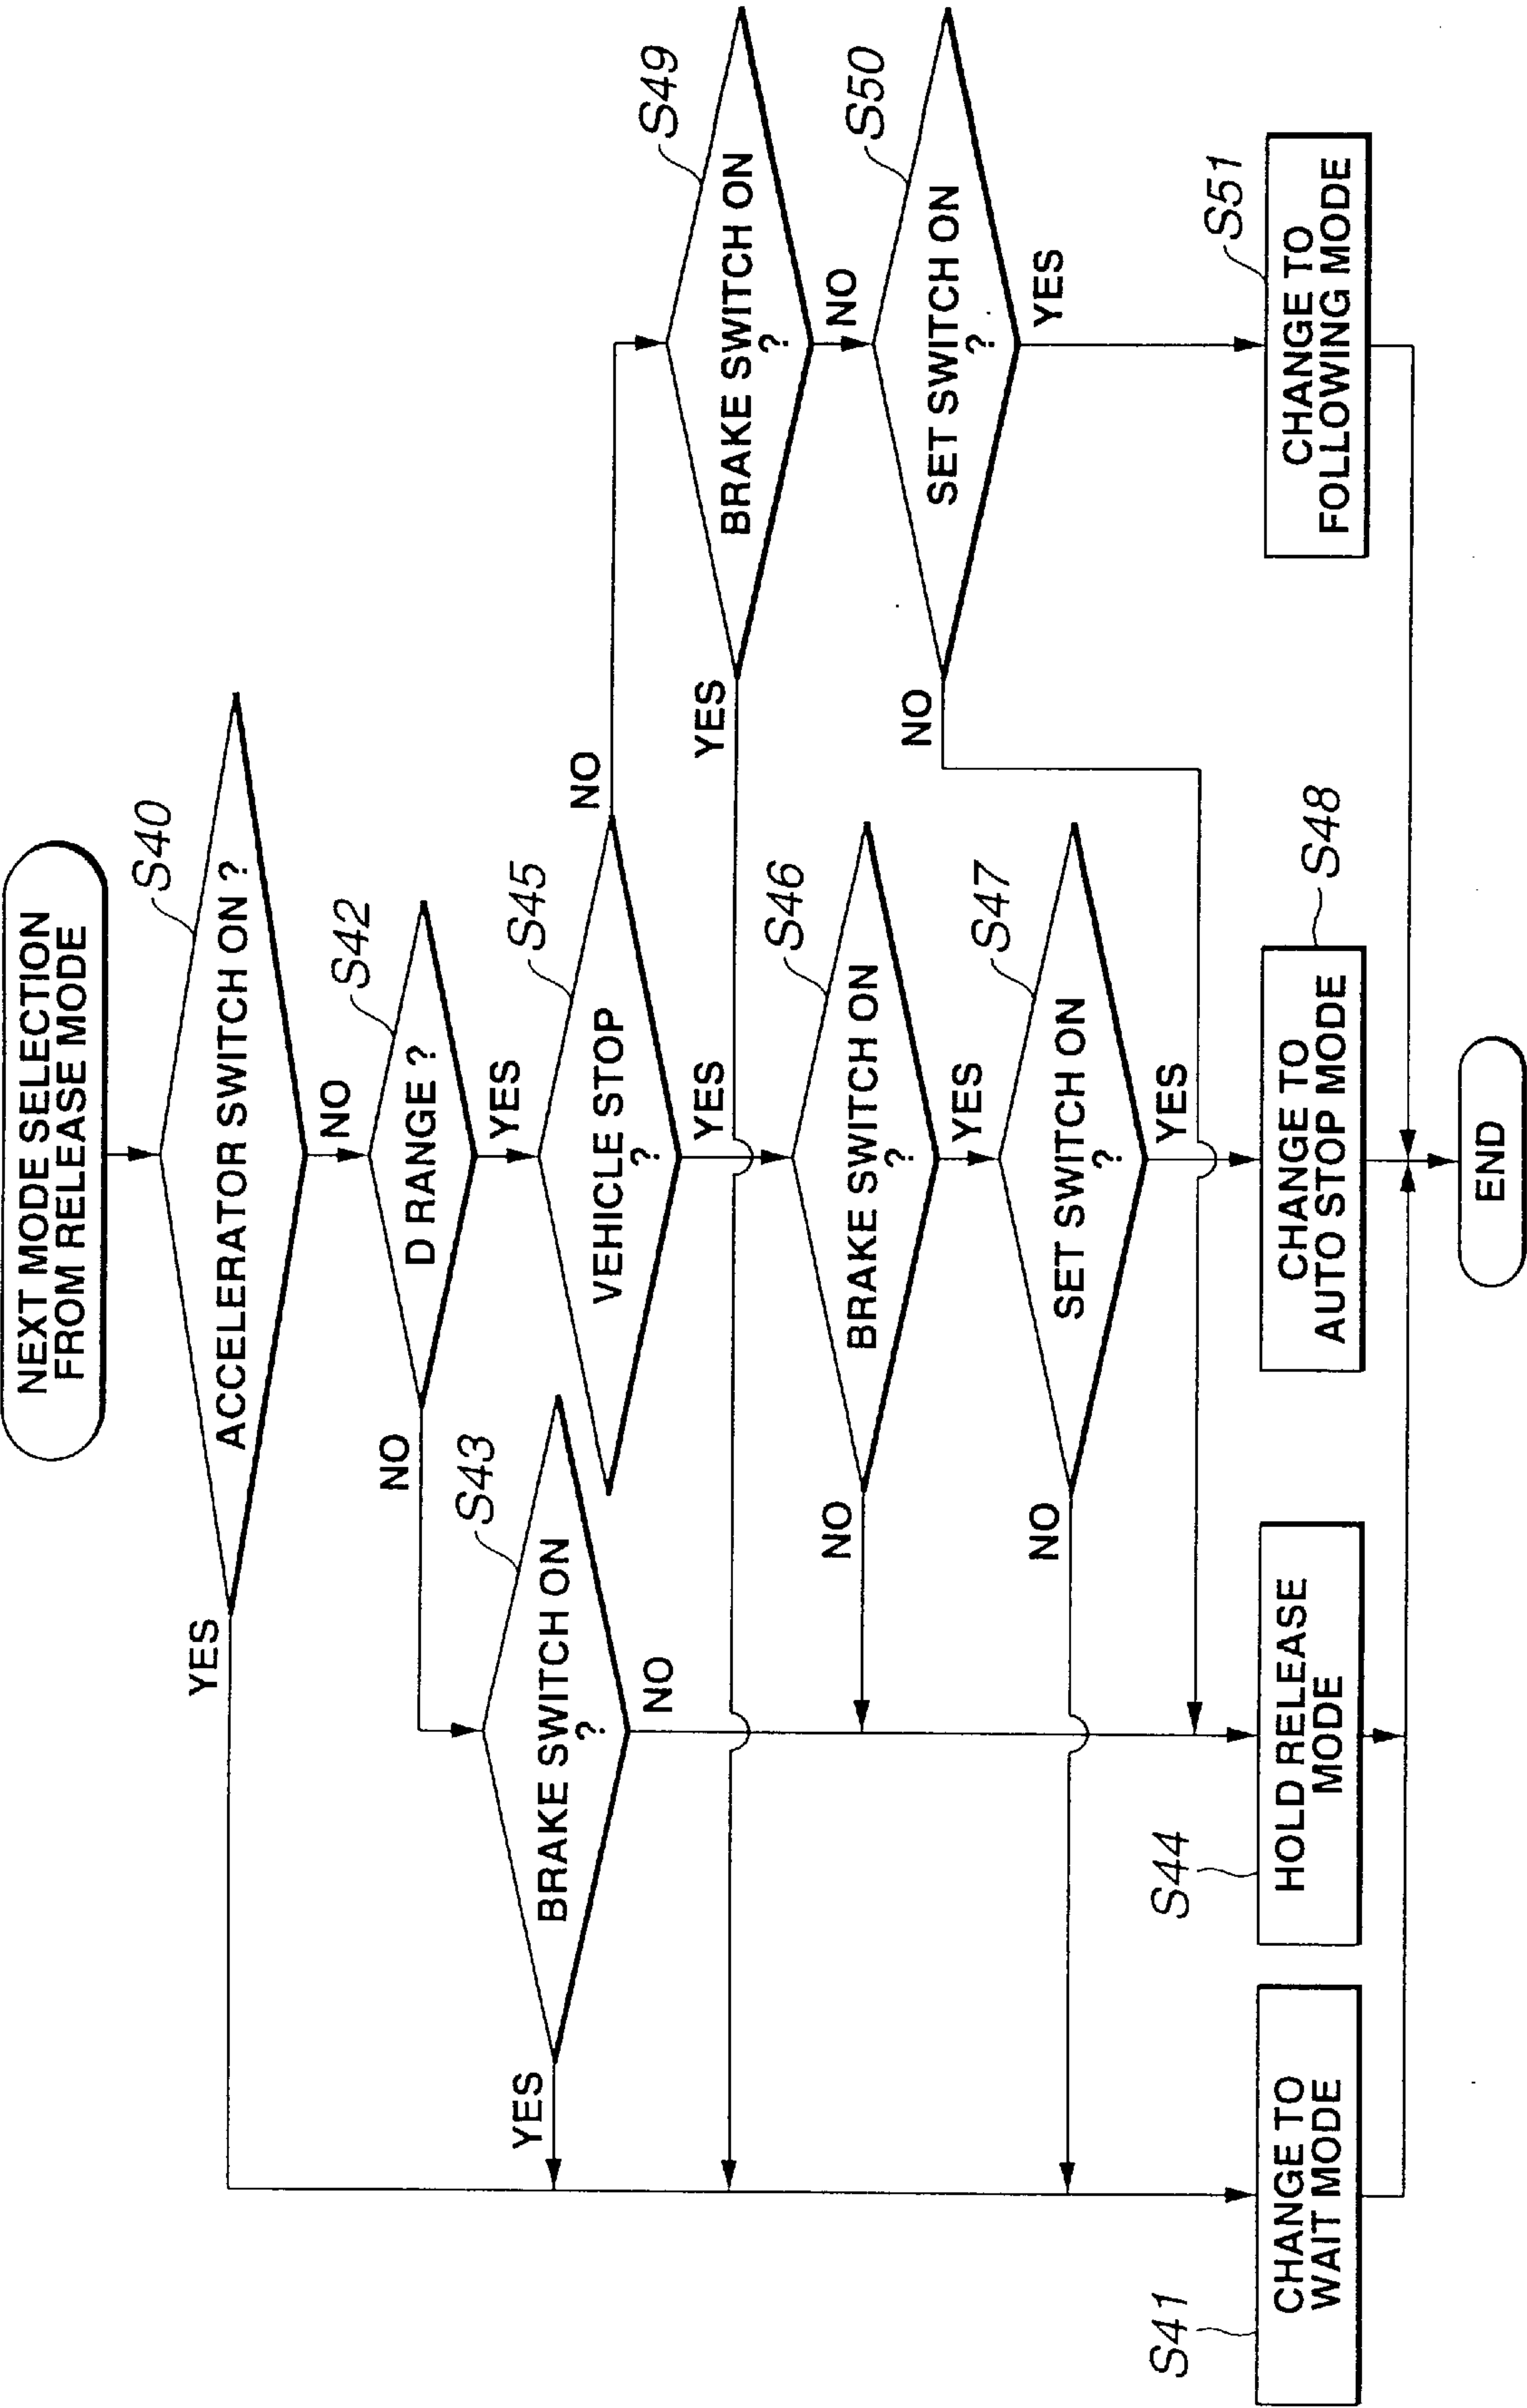 NEXT MODE SELECTION
FROM RELEASE MODE
S40
ACCELERATOR SWITCH ON ?
YES
NO
S42
D RANGE ?
NO
YES
S43
BRAKE SWITCH ON
?
YES
NO
S45
VEHICLE STOP
?
NO
YES
S49
BRAKE SWITCH ON
?
YES
NO
S46
BRAKE SWITCH ON
?
NO
YES
S50
SET SWITCH ON
?
NO
YES
S47
SET SWITCH ON
?
NO
YES
S41
CHANGE TO
WAIT MODE
S44
HOLD RELEASE
MODE
S48
CHANGE TO
AUTO STOP MODE
S51
CHANGE TO
FOLLOWING MODE
END